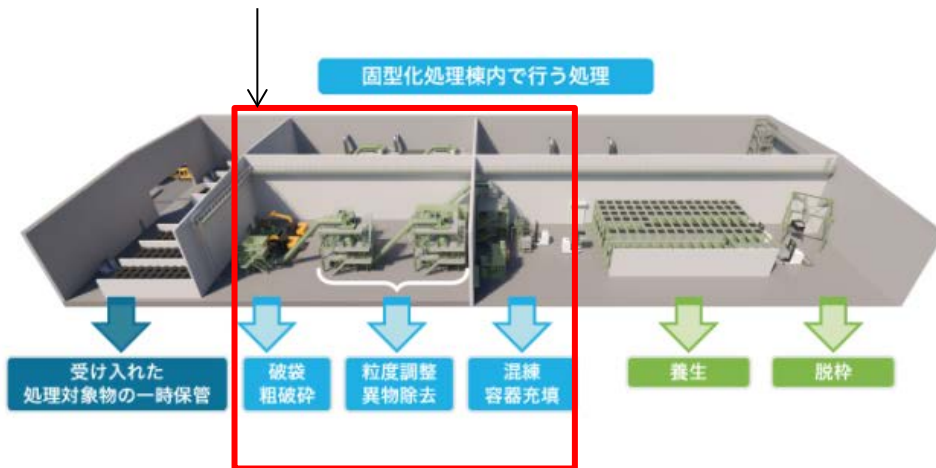 固型化処理棟内で行う処理
受け入れた
処理対象物の一時保管
破袋
粗破砕
粒度調整
異物除去
混練
容器充填
養生
脱枠